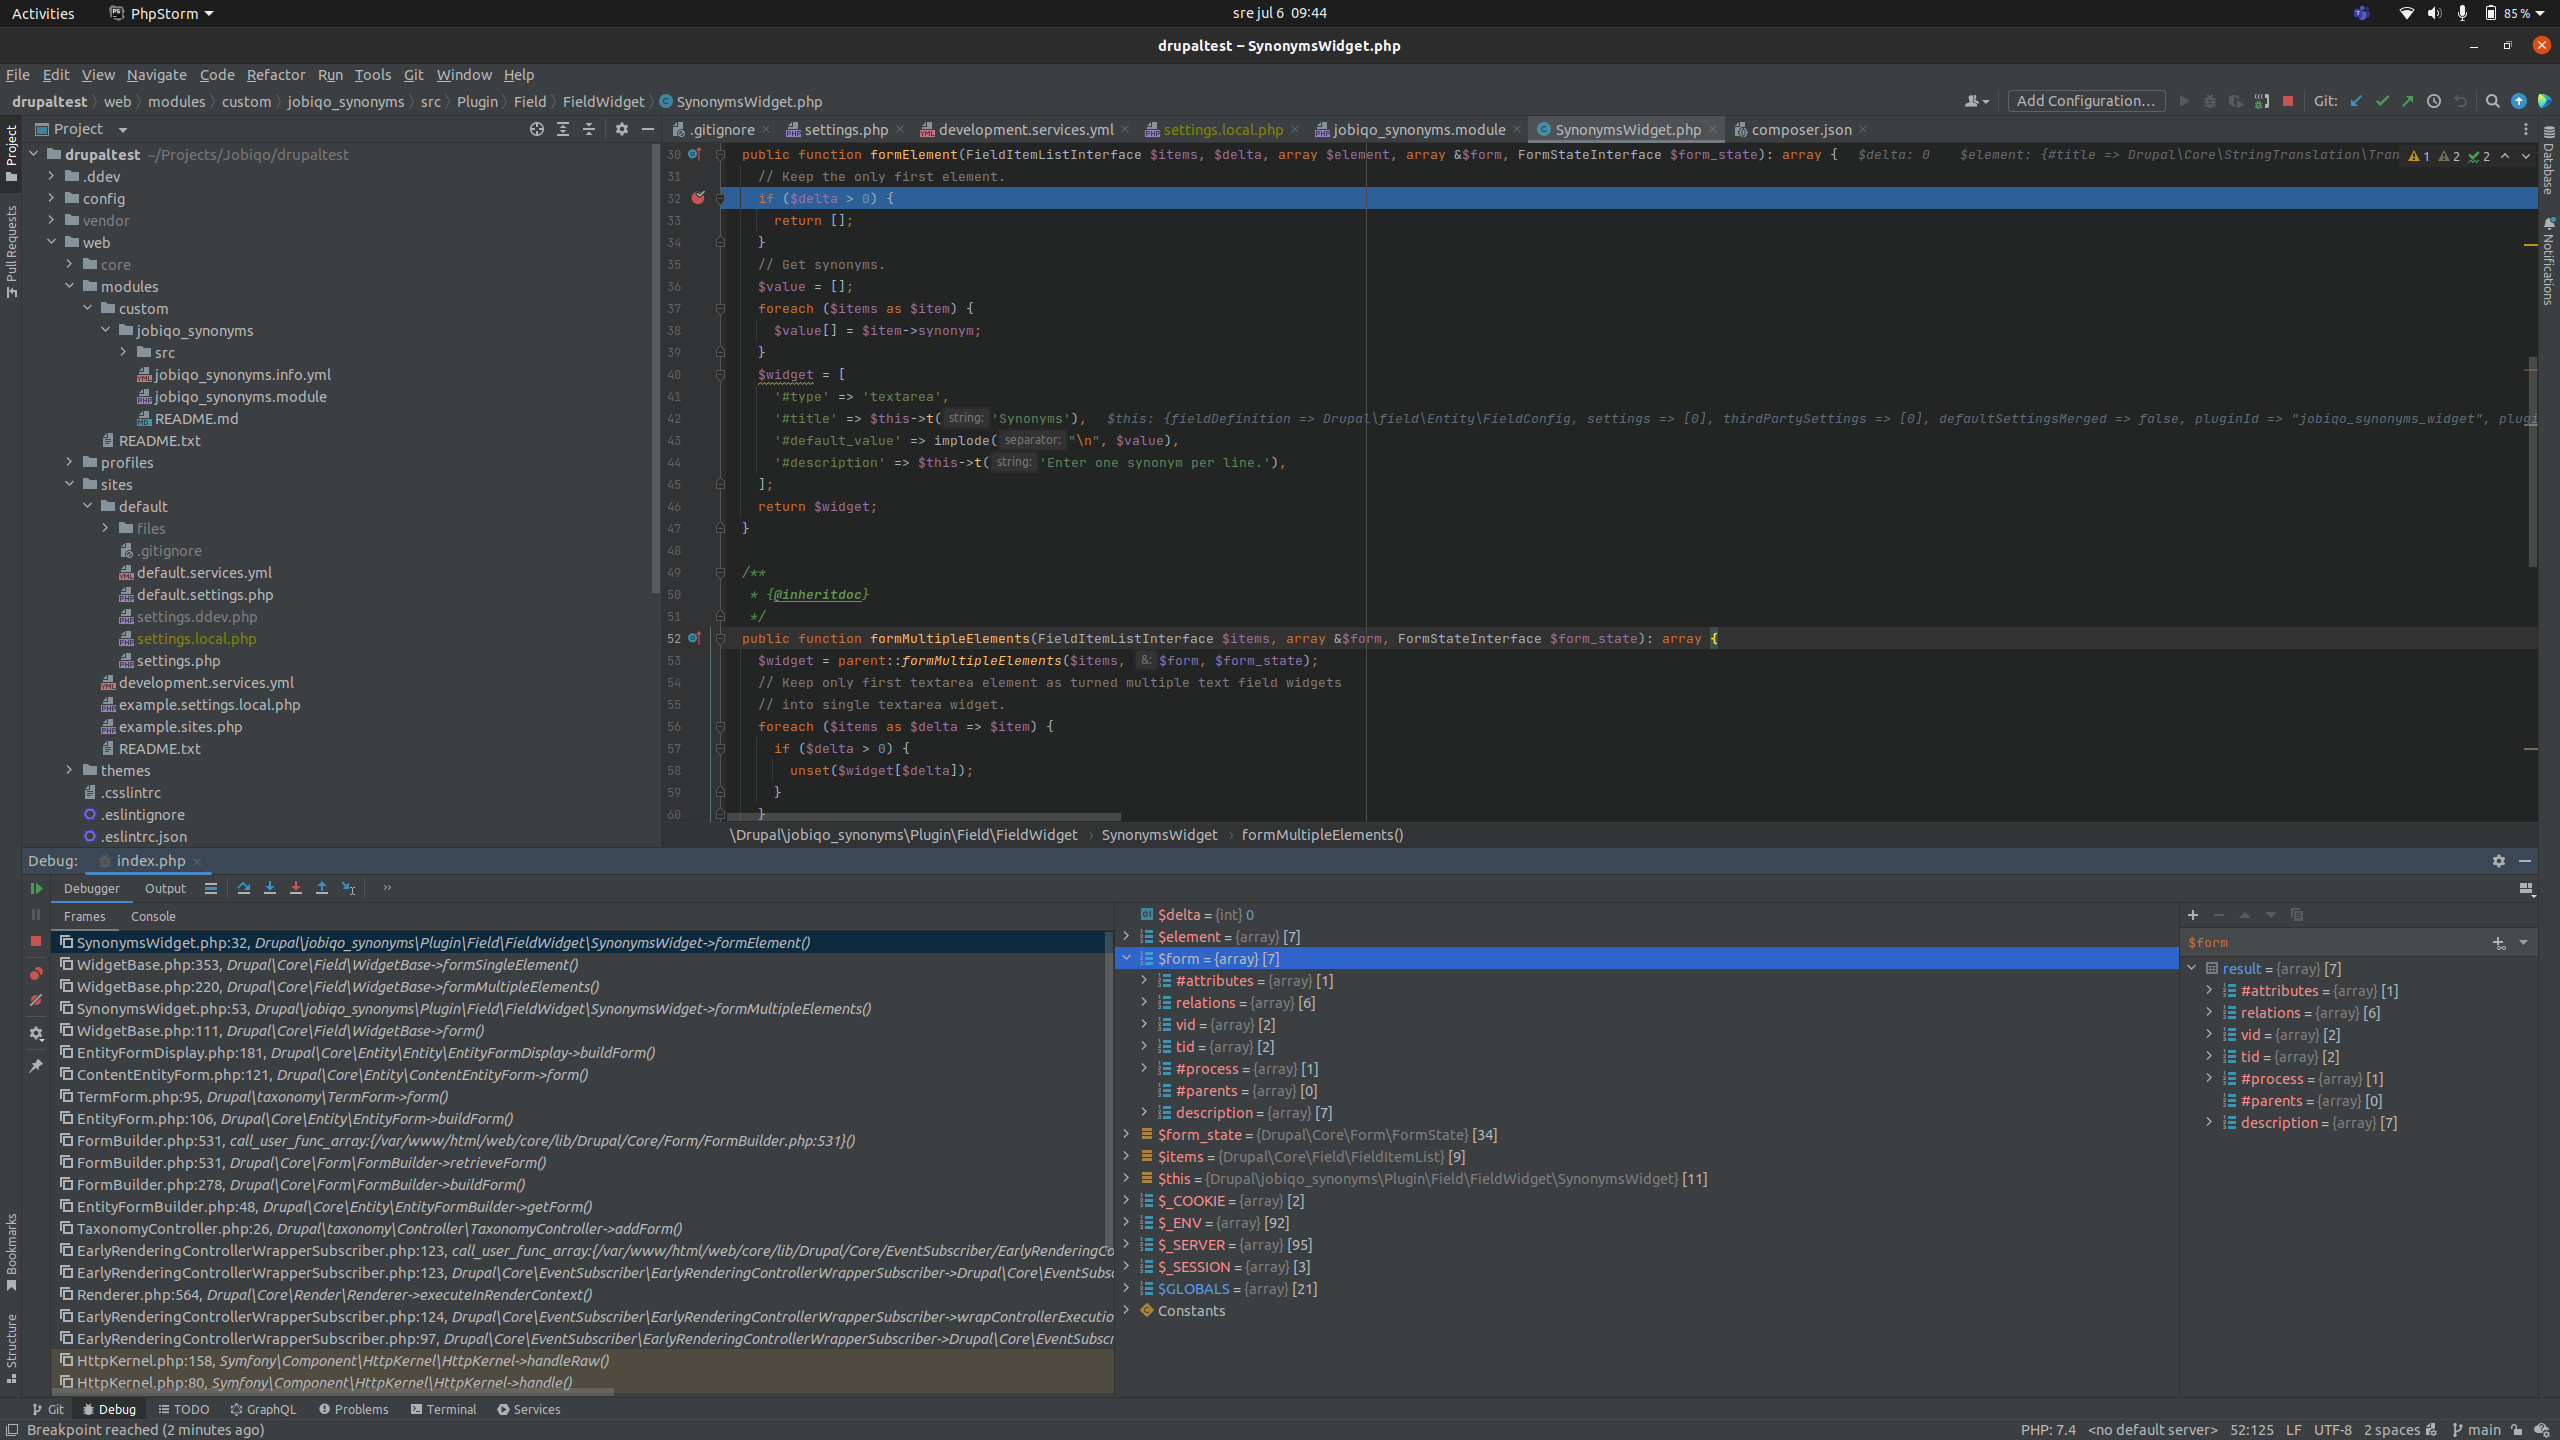 Activities
PhpStorm
sre jul 6 09:44
85 %
drupaltest – SynonymsWidget.php
File Edit View Navigate Code Refactor Run Tools Git Window Help
drupaltest web modules custom jobiqo_synonyms src Plugin Field FieldWidget SynonymsWidget.php
Add Configuration...
Git:
Project
Pull Requests
Bookmarks
Structure
Database
Notifications
Project
drupaltest ~/Projects/Jobiqo/drupaltest
.ddev
config
vendor
web
core
modules
custom
jobiqo_synonyms
src
jobiqo_synonyms.info.yml
jobiqo_synonyms.module
README.md
README.txt
profiles
sites
default
files
.gitignore
default.services.yml
default.settings.php
settings.ddev.php
settings.local.php
settings.php
development.services.yml
example.settings.local.php
example.sites.php
README.txt
themes
.csslintrc
.eslintignore
.eslintrc.json
.gitignore settings.php development.services.yml settings.local.php jobiqo_synonyms.module SynonymsWidget.php composer.json
1 2 2
30 public function formElement(FieldItemListInterface $items, $delta, array $element, array &$form, FormStateInterface $form_state): array { $delta: 0 $element: {#title => Drupal\Core\StringTranslation\Tran
31 // Keep the only first element.
32 if ($delta > 0) {
33 return [];
34 }
35 // Get synonyms.
36 $value = [];
37 foreach ($items as $item) {
38 $value[] = $item->synonym;
39 }
40 $widget = [
41 '#type' => 'textarea',
42 '#title' => $this->t( string: 'Synonyms'), $this: {fieldDefinition => Drupal\field\Entity\FieldConfig, settings => [0], thirdPartySettings => [0], defaultSettingsMerged => false, pluginId => "jobiqo_synonyms_widget", plugi
43 '#default_value' => implode( separator: "\n", $value),
44 '#description' => $this->t( string: 'Enter one synonym per line.'),
45 ];
46 return $widget;
47 }
48
49 /**
50 * {@inheritdoc}
51 */
52 public function formMultipleElements(FieldItemListInterface $items, array &$form, FormStateInterface $form_state): array {
53 $widget = parent::formMultipleElements($items, &: $form, $form_state);
54 // Keep only first textarea element as turned multiple text field widgets
55 // into single textarea widget.
56 foreach ($items as $delta => $item) {
57 if ($delta > 0) {
58 unset($widget[$delta]);
59 }
60 }
\Drupal\jobiqo_synonyms\Plugin\Field\FieldWidget › SynonymsWidget › formMultipleElements()
Debug: index.php
Debugger Output
Frames Console
SynonymsWidget.php:32, Drupal\jobiqo_synonyms\Plugin\Field\FieldWidget\SynonymsWidget->formElement()
WidgetBase.php:353, Drupal\Core\Field\WidgetBase->formSingleElement()
WidgetBase.php:220, Drupal\Core\Field\WidgetBase->formMultipleElements()
SynonymsWidget.php:53, Drupal\jobiqo_synonyms\Plugin\Field\FieldWidget\SynonymsWidget->formMultipleElements()
WidgetBase.php:111, Drupal\Core\Field\WidgetBase->form()
EntityFormDisplay.php:181, Drupal\Core\Entity\Entity\EntityFormDisplay->buildForm()
ContentEntityForm.php:121, Drupal\Core\Entity\ContentEntityForm->form()
TermForm.php:95, Drupal\taxonomy\TermForm->form()
EntityForm.php:106, Drupal\Core\Entity\EntityForm->buildForm()
FormBuilder.php:531, call_user_func_array:{/var/www/html/web/core/lib/Drupal/Core/Form/FormBuilder.php:531}()
FormBuilder.php:531, Drupal\Core\Form\FormBuilder->retrieveForm()
FormBuilder.php:278, Drupal\Core\Form\FormBuilder->buildForm()
EntityFormBuilder.php:48, Drupal\Core\Entity\EntityFormBuilder->getForm()
TaxonomyController.php:26, Drupal\taxonomy\Controller\TaxonomyController->addForm()
EarlyRenderingControllerWrapperSubscriber.php:123, call_user_func_array:{/var/www/html/web/core/lib/Drupal/Core/EventSubscriber/EarlyRenderingCo
EarlyRenderingControllerWrapperSubscriber.php:123, Drupal\Core\EventSubscriber\EarlyRenderingControllerWrapperSubscriber->Drupal\Core\EventSubsc
Renderer.php:564, Drupal\Core\Render\Renderer->executeInRenderContext()
EarlyRenderingControllerWrapperSubscriber.php:124, Drupal\Core\EventSubscriber\EarlyRenderingControllerWrapperSubscriber->wrapControllerExecutio
EarlyRenderingControllerWrapperSubscriber.php:97, Drupal\Core\EventSubscriber\EarlyRenderingControllerWrapperSubscriber->Drupal\Core\EventSubscr
HttpKernel.php:158, Symfony\Component\HttpKernel\HttpKernel->handleRaw()
HttpKernel.php:80, Symfony\Component\HttpKernel\HttpKernel->handle()
$delta = {int} 0
$element = {array} [7]
$form = {array} [7]
#attributes = {array} [1]
relations = {array} [6]
vid = {array} [2]
tid = {array} [2]
#process = {array} [1]
#parents = {array} [0]
description = {array} [7]
$form_state = {Drupal\Core\Form\FormState} [34]
$items = {Drupal\Core\Field\FieldItemList} [9]
$this = {Drupal\jobiqo_synonyms\Plugin\Field\FieldWidget\SynonymsWidget} [11]
$_COOKIE = {array} [2]
$_ENV = {array} [92]
$_SERVER = {array} [95]
$_SESSION = {array} [3]
$GLOBALS = {array} [21]
Constants
$form
result = {array} [7]
#attributes = {array} [1]
relations = {array} [6]
vid = {array} [2]
tid = {array} [2]
#process = {array} [1]
#parents = {array} [0]
description = {array} [7]
Git Debug TODO GraphQL Problems Terminal Services
Breakpoint reached (2 minutes ago)
PHP: 7.4 <no default server> 52:125 LF UTF-8 2 spaces main